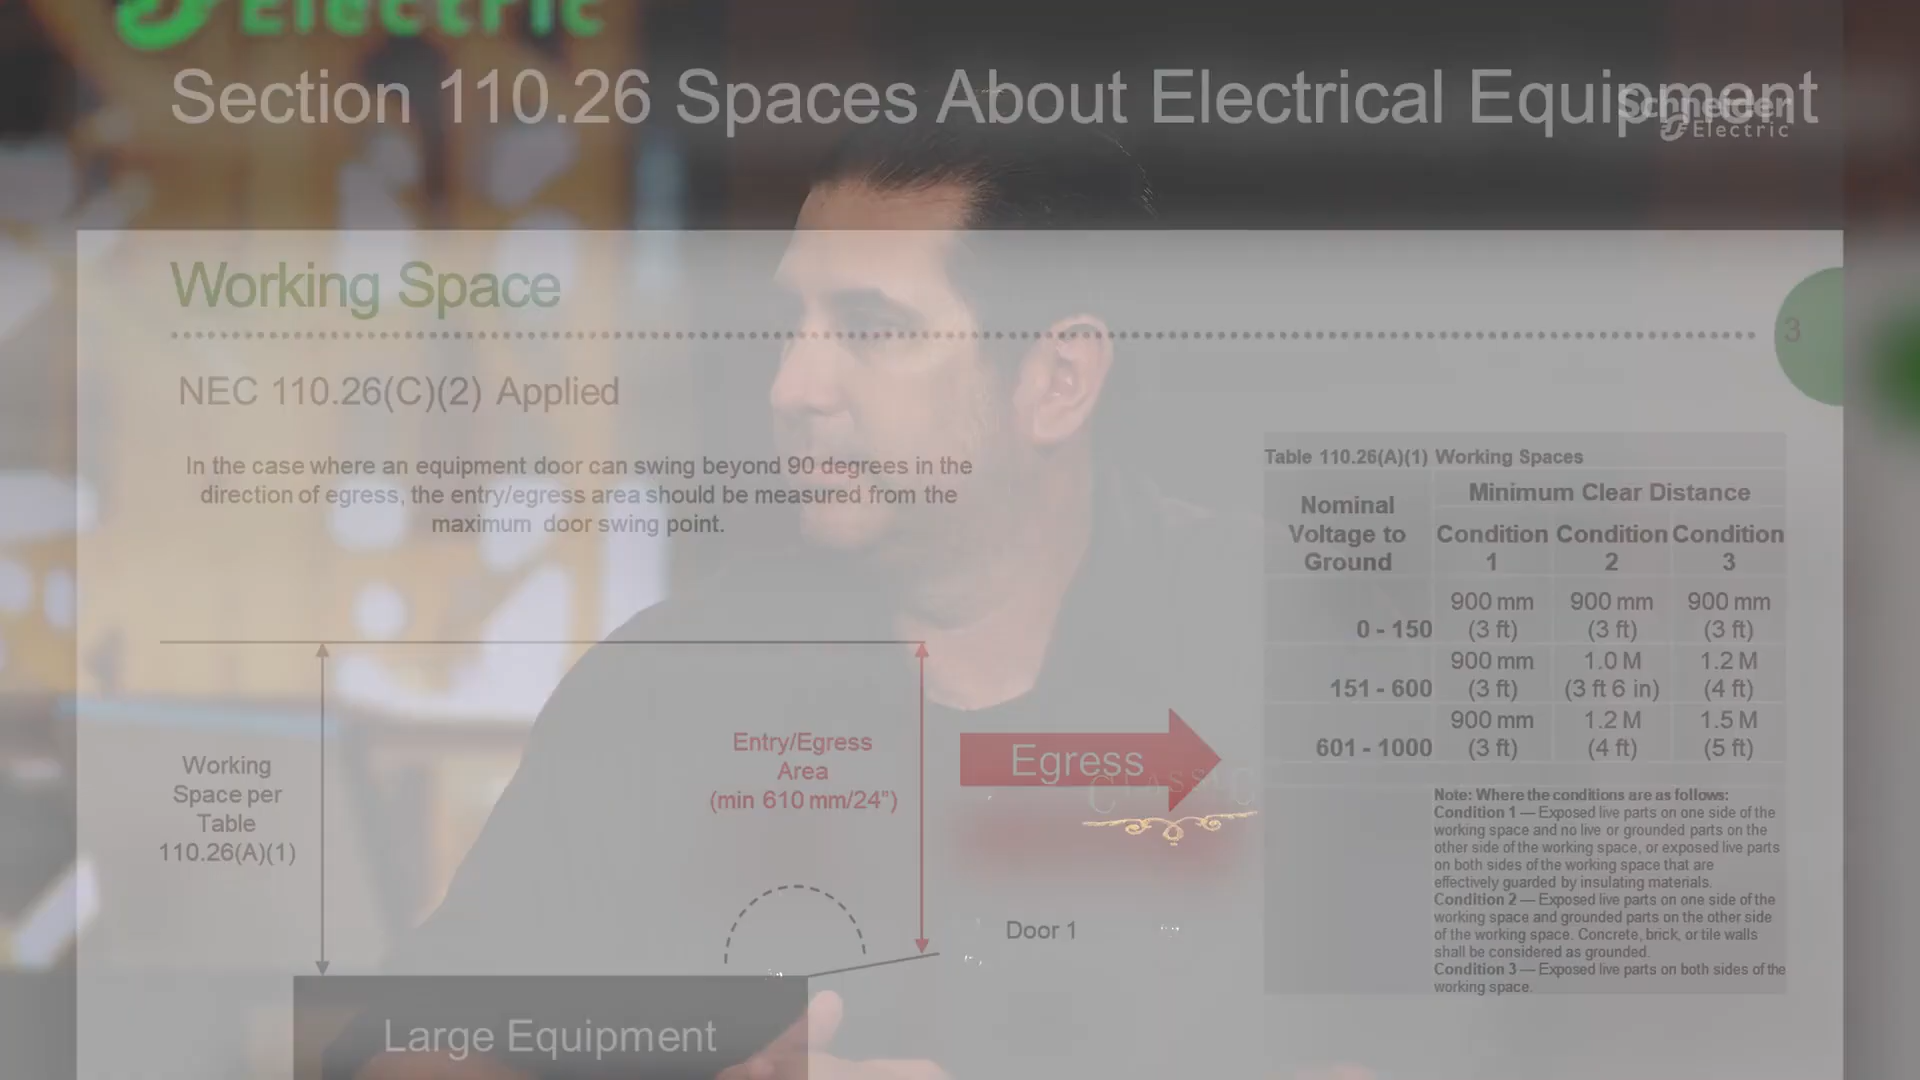 Electric
Section 110.26 Spaces About Electrical Equipment
Schneider
Electric
Working Space
3
NEC 110.26(C)(2) Applied
In the case where an equipment door can swing beyond 90 degrees in the
direction of egress, the entry/egress area should be measured from the
maximum door swing point.
Working
Space per
Table
110.26(A)(1)
Entry/Egress
Area
(min 610 mm/24")
Egress
CLASSIC
Door 1
Large Equipment
Table 110.26(A)(1) Working Spaces
Nominal
Voltage to
Ground
Minimum Clear Distance
Condition 1
Condition 2
Condition 3
0 - 150
900 mm (3 ft)
900 mm (3 ft)
900 mm (3 ft)
151 - 600
900 mm (3 ft)
1.0 M (3 ft 6 in)
1.2 M (4 ft)
601 - 1000
900 mm (3 ft)
1.2 M (4 ft)
1.5 M (5 ft)
Note: Where the conditions are as follows:
Condition 1 — Exposed live parts on one side of the
working space and no live or grounded parts on the
other side of the working space, or exposed live parts
on both sides of the working space that are
effectively guarded by insulating materials.
Condition 2 — Exposed live parts on one side of the
working space and grounded parts on the other side
of the working space. Concrete, brick, or tile walls
shall be considered as grounded.
Condition 3 — Exposed live parts on both sides of the
working space.